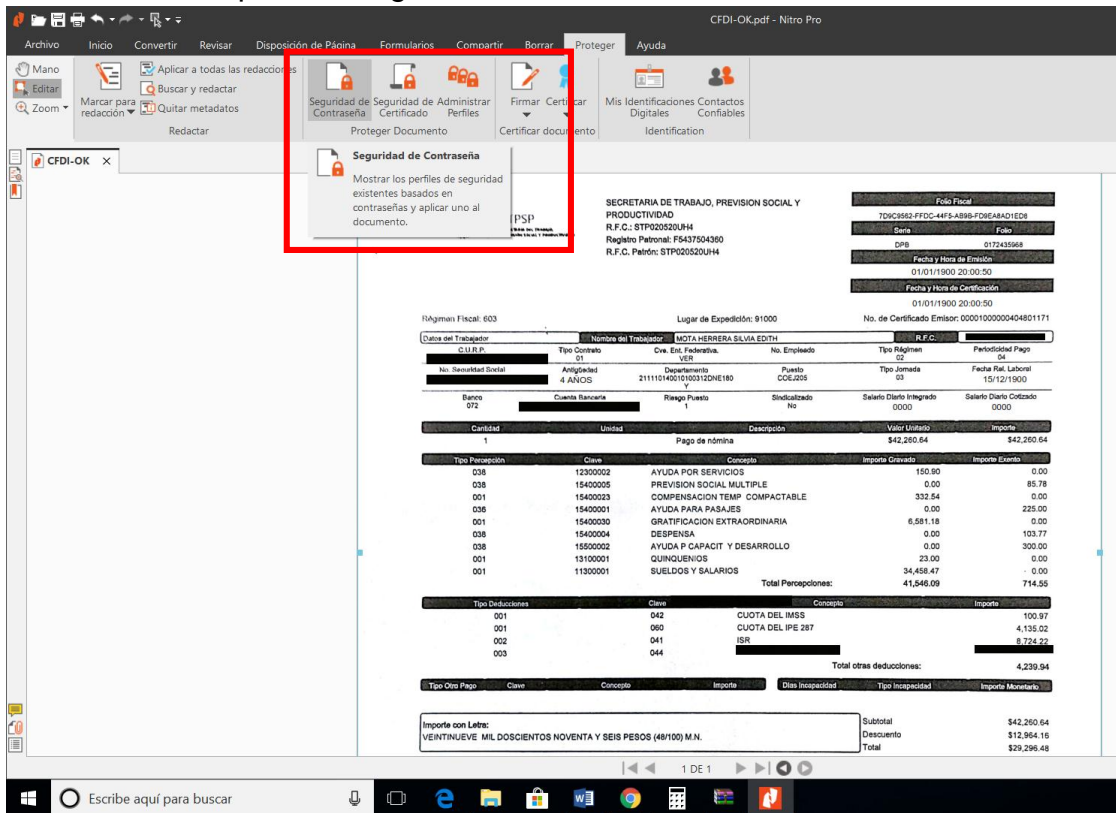 CFDI-OK.pdf - Nitro Pro
Archivo Inicio Convertir Revisar Disposición de Página Formularios Compartir Borrar Proteger Ayuda
Mano
Editar
Zoom
Marcar para redacción
Aplicar a todas las redacciones
Buscar y redactar
Quitar metadatos
Redactar
Seguridad de Contraseña
Seguridad de Certificado
Administrar Perfiles
Proteger Documento
Firmar Certificar
Certificar documento
Mis Identificaciones Digitales
Contactos Confiables
Identification
CFDI-OK
Seguridad de Contraseña
Mostrar los perfiles de seguridad
existentes basados en
contraseñas y aplicar uno al
documento.
SECRETARIA DE TRABAJO, PREVISION SOCIAL Y
PRODUCTIVIDAD
R.F.C.: STP020520UH4
Registro Patronal: F5437504360
R.F.C. Patrón: STP020520UH4
Folio Fiscal
7D9C9562-FFDC-44F5-AB9B-FD9EA8AD1ED8
Serie Folio
DPB 0172435968
Fecha y Hora de Emisión
01/01/1900 20:00:50
Fecha y Hora de Certificación
01/01/1900 20:00:50
Régimen Fiscal: 603 Lugar de Expedición: 91000 No. de Certificado Emisor: 00001000000404801171
Datos del Trabajador Nombre del Trabajador MOTA HERRERA SILVIA EDITH R.F.C.
C.U.R.P. Tipo Contrato Cve. Ent. Federativa. No. Empleado Tipo Régimen Periodicidad Pago
01 VER 02 04
No. Seguridad Social Antigüedad Departamento Puesto Tipo Jornada Fecha Rel. Laboral
4 AÑOS 211110140010100312DNE180 COEJ205 03 15/12/1900
Y
Banco Cuenta Bancaria Riesgo Puesto Sindicalizado Salario Diario Integrado Salario Diario Cotizado
072 1 No 0000 0000
Cantidad Unidad Descripción Valor Unitario Importe
1 Pago de nómina $42,260.64 $42,260.64
Tipo Percepción Clave Concepto Importe Gravado Importe Exento
038 12300002 AYUDA POR SERVICIOS 150.90 0.00
038 15400005 PREVISION SOCIAL MULTIPLE 0.00 85.78
001 15400023 COMPENSACION TEMP COMPACTABLE 332.54 0.00
036 15400001 AYUDA PARA PASAJES 0.00 225.00
001 15400030 GRATIFICACION EXTRAORDINARIA 6,581.18 0.00
038 15400004 DESPENSA 0.00 103.77
038 15500002 AYUDA P CAPACIT Y DESARROLLO 0.00 300.00
001 13100001 QUINQUENIOS 23.00 0.00
001 11300001 SUELDOS Y SALARIOS 34,458.47 0.00
Total Percepciones: 41,546.09 714.55
Tipo Deducciones Clave Concepto Importe
001 042 CUOTA DEL IMSS 100.97
001 060 CUOTA DEL IPE 287 4,135.02
002 041 ISR 8,724.22
003 044
Total otras deducciones: 4,239.94
Tipo Otro Pago Clave Concepto Importe Días Incapacidad Tipo Incapacidad Importe Monetario
Importe con Letra:
VEINTINUEVE MIL DOSCIENTOS NOVENTA Y SEIS PESOS (48/100) M.N.
Subtotal $42,260.64
Descuento $12,964.16
Total $29,296.48
1 DE 1
Escribe aquí para buscar